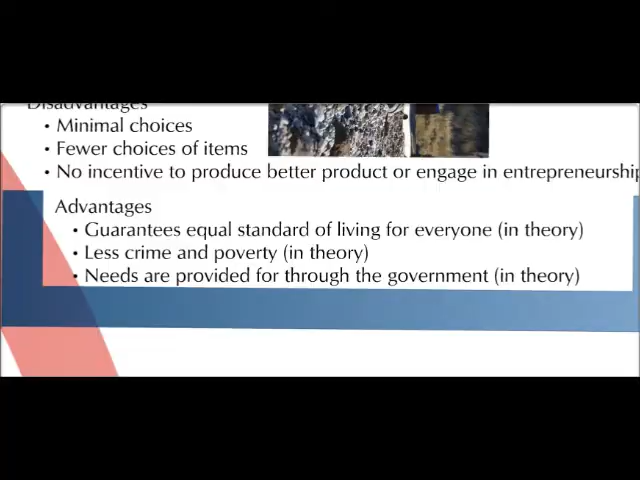 Disadvantages
• Minimal choices
• Fewer choices of items
• No incentive to produce better product or engage in entrepreneurship
Advantages
• Guarantees equal standard of living for everyone (in theory)
• Less crime and poverty (in theory)
• Needs are provided for through the government (in theory)